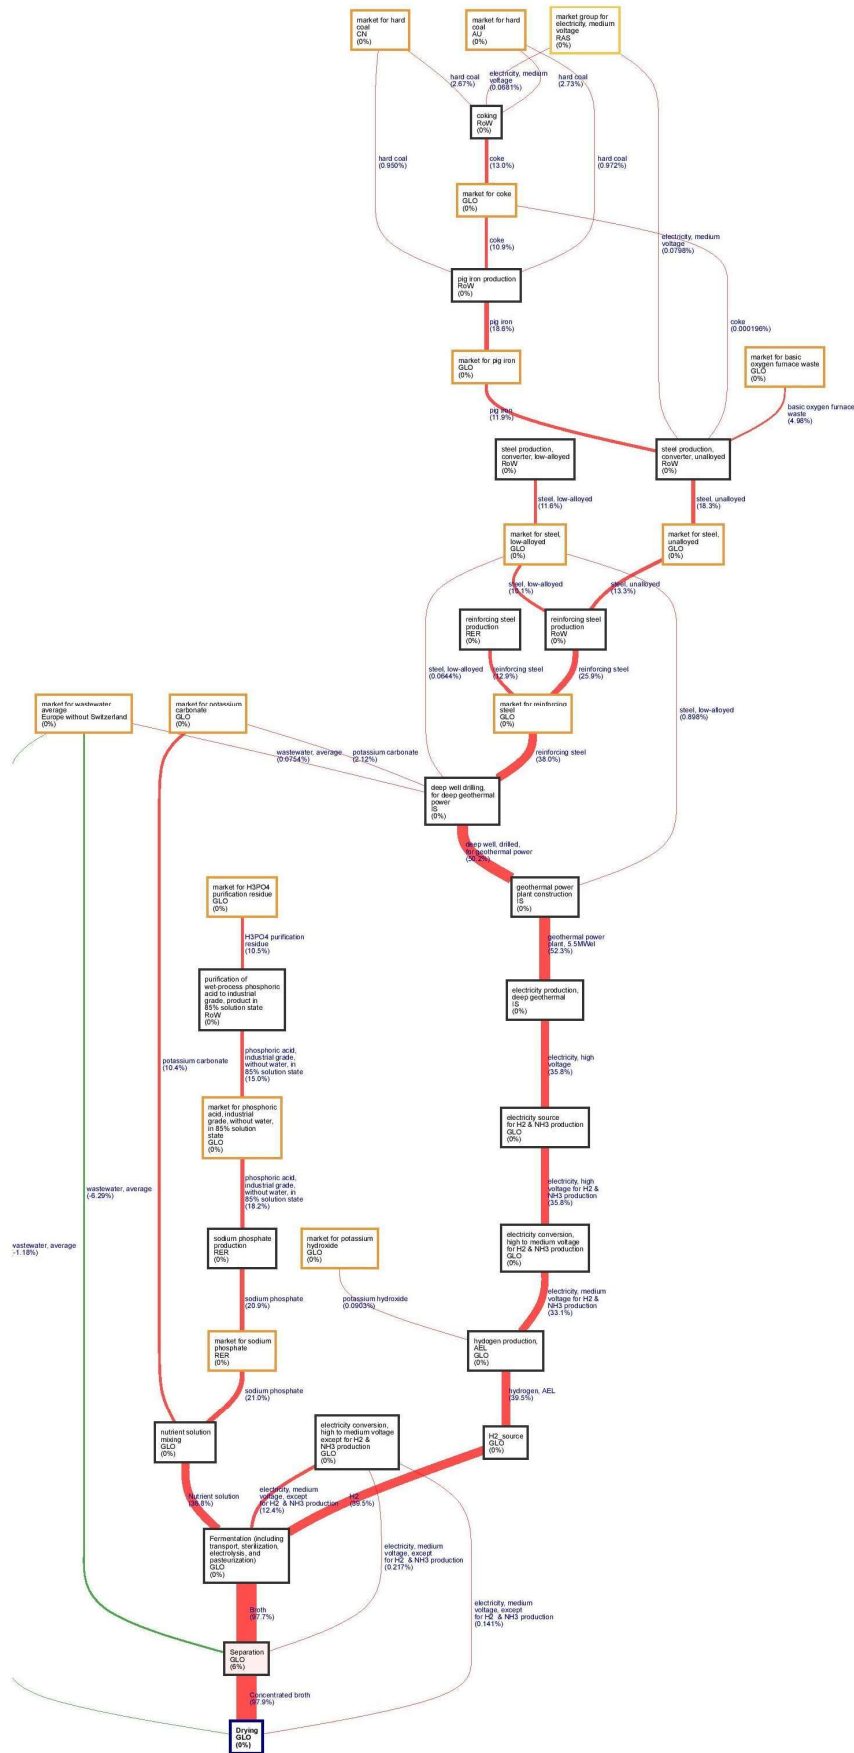 market for hard
coal
CN
(0%)
market for hard
coal
AU
(0%)
market group for
electricity, medium
voltage
RAS
(0%)
hard coal
(2.67%)
electricity, medium
voltage
(0.0681%)
hard coal
(2.73%)
coking
RoW
(0%)
hard coal
(0.950%)
coke
(13.0%)
hard coal
(0.972%)
market for coke
GLO
(0%)
coke
(10.9%)
electricity, medium
voltage
(0.0798%)
pig iron production
RoW
(0%)
pig iron
(18.6%)
coke
(0.000196%)
market for pig iron
GLO
(0%)
market for basic
oxygen furnace waste
GLO
(0%)
pig iron
(11.9%)
basic oxygen furnace
waste
(4.98%)
steel production,
converter, low-alloyed
RoW
(0%)
steel production,
converter, unalloyed
RoW
(0%)
steel, low-alloyed
(11.6%)
steel, unalloyed
(18.3%)
market for steel,
low-alloyed
GLO
(0%)
market for steel,
unalloyed
GLO
(0%)
steel, low-alloyed
(10.1%)
steel, unalloyed
(13.3%)
reinforcing steel
production
RER
(0%)
reinforcing steel
production
RoW
(0%)
steel, low-alloyed
(0.0644%)
reinforcing steel
(12.9%)
reinforcing steel
(25.9%)
market for wastewater,
average
Europe without Switzerland
(0%)
market for potassium
carbonate
GLO
(0%)
market for reinforcing
steel
GLO
(0%)
steel, low-alloyed
(0.898%)
wastewater, average
(0.0754%)
potassium carbonate
(2.12%)
reinforcing steel
(38.0%)
deep well drilling,
for deep geothermal
power
IS
(0%)
deep well, drilled,
for geothermal power
(50.2%)
market for H3PO4
purification residue
GLO
(0%)
geothermal power
plant construction
IS
(0%)
H3PO4 purification
residue
(10.5%)
geothermal power
plant, 5.5MWel
(52.3%)
purification of
wet-process phosphoric
acid to industrial
grade, product in
85% solution state
RoW
(0%)
electricity production,
deep geothermal
IS
(0%)
potassium carbonate
(10.4%)
phosphoric acid,
industrial grade,
without water, in
85% solution state
(15.0%)
electricity, high
voltage
(35.8%)
market for phosphoric
acid, industrial
grade, without water,
in 85% solution
state
GLO
(0%)
electricity source
for H2 & NH3 production
GLO
(0%)
wastewater, average
(-6.29%)
phosphoric acid,
industrial grade,
without water, in
85% solution state
(18.2%)
electricity, high
voltage for H2 &
NH3 production
(35.8%)
wastewater, average
-1.18%)
sodium phosphate
production
RER
(0%)
market for potassium
hydroxide
GLO
(0%)
electricity conversion,
high to medium voltage
for H2 & NH3 production
GLO
(0%)
sodium phosphate
(20.9%)
potassium hydroxide
(0.0903%)
electricity, medium
voltage for H2 &
NH3 production
(33.1%)
market for sodium
phosphate
RER
(0%)
hydogen production,
AEL
GLO
(0%)
sodium phosphate
(21.0%)
hydrogen, AEL
(39.5%)
nutrient solution
mixing
GLO
(0%)
electricity conversion,
high to medium voltage
except for H2 &
NH3 production
GLO
(0%)
H2_source
GLO
(0%)
Nutrient solution
(38.8%)
electricity, medium
voltage, except
for H2 & NH3 production
(12.4%)
H2
(39.5%)
Fermentation (including
transport, sterilization,
electrolysis, and
pasteurization)
GLO
(0%)
electricity, medium
voltage, except
for H2 & NH3 production
(0.217%)
Broth
(97.7%)
electricity, medium
voltage, except
for H2 & NH3 production
(0.141%)
Separation
GLO
(6%)
Concentrated broth
(97.9%)
Drying
GLO
(0%)